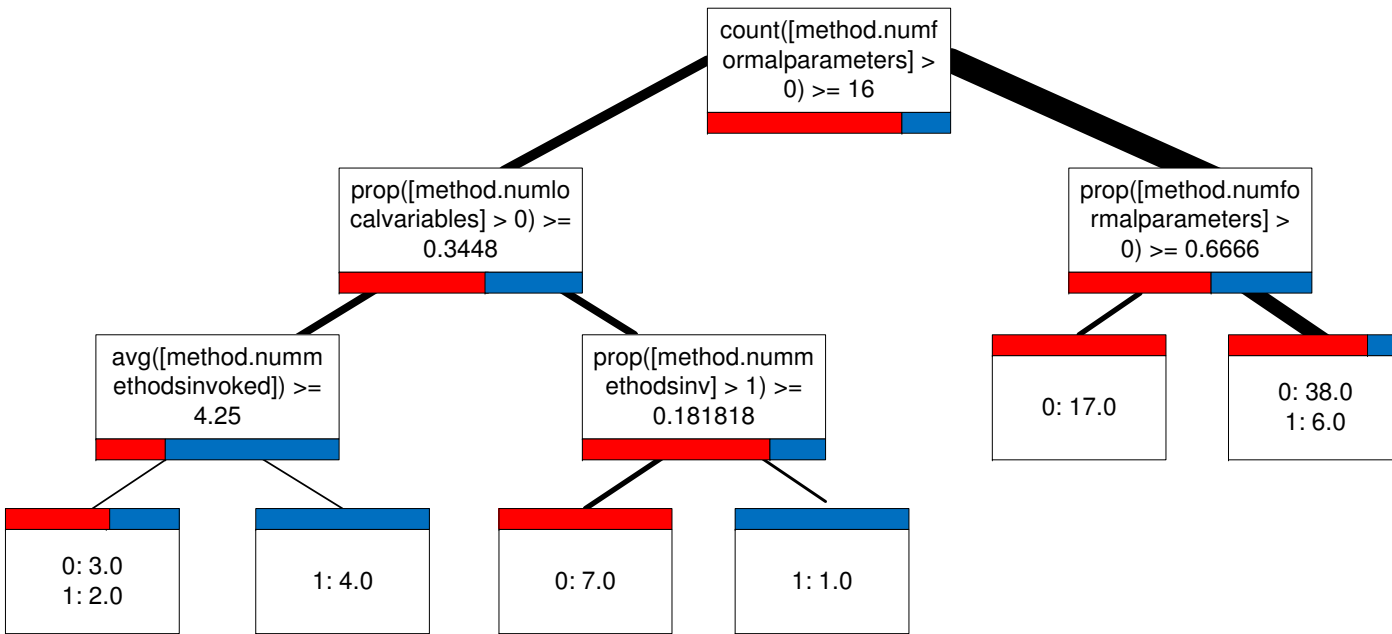 count([method.numf
ormalparameters] >
0) >= 16
prop([method.numlo
calvariables] > 0) >=
0.3448
prop([method.numfo
rmalparameters] >
0) >= 0.6666
avg([method.numm
ethodsinvoked]) >=
4.25
prop([method.numm
ethodsinv] > 1) >=
0.181818
0: 17.0
0: 38.0
1: 6.0
0: 3.0
1: 2.0
1: 4.0
0: 7.0
1: 1.0